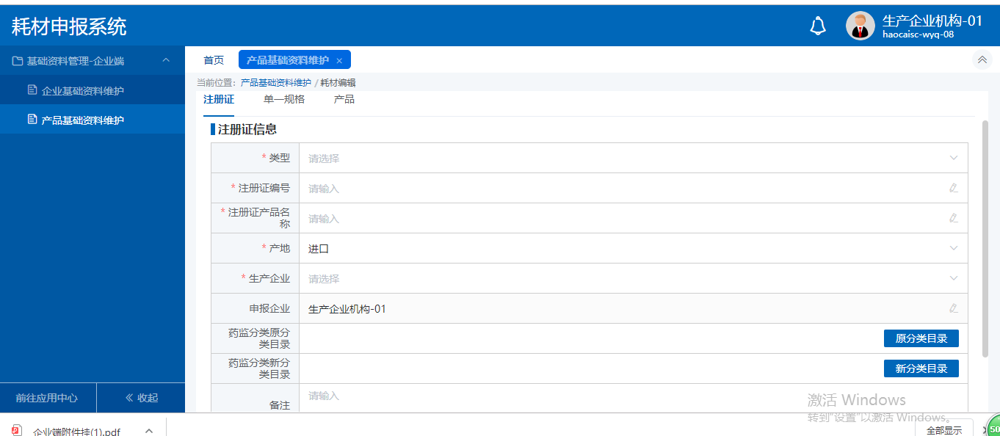 耗材申报系统
生产企业机构-01
haocaisc-wyq-08
基础资料管理-企业端
企业基础资料维护
产品基础资料维护
首页
产品基础资料维护 ×
当前位置: 产品基础资料维护 / 耗材编辑
注册证 单一规格 产品
注册证信息
* 类型 请选择
* 注册证编号 请输入
* 注册证产品名
称 请输入
* 产地 进口
* 生产企业 请选择
申报企业 生产企业机构-01
药监分类原分
类目录 原分类目录
药监分类新分
类目录 新分类目录
备注 请输入
前往应用中心 收起
激活 Windows
转到"设置"以激活 Windows。
企业端附件挂(1).pdf
全部显示
50